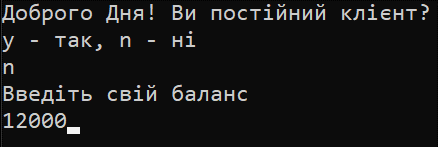 Доброго Дня! Ви постійний клієнт?
y - так, n - ні
n
Введіть свій баланс
12000